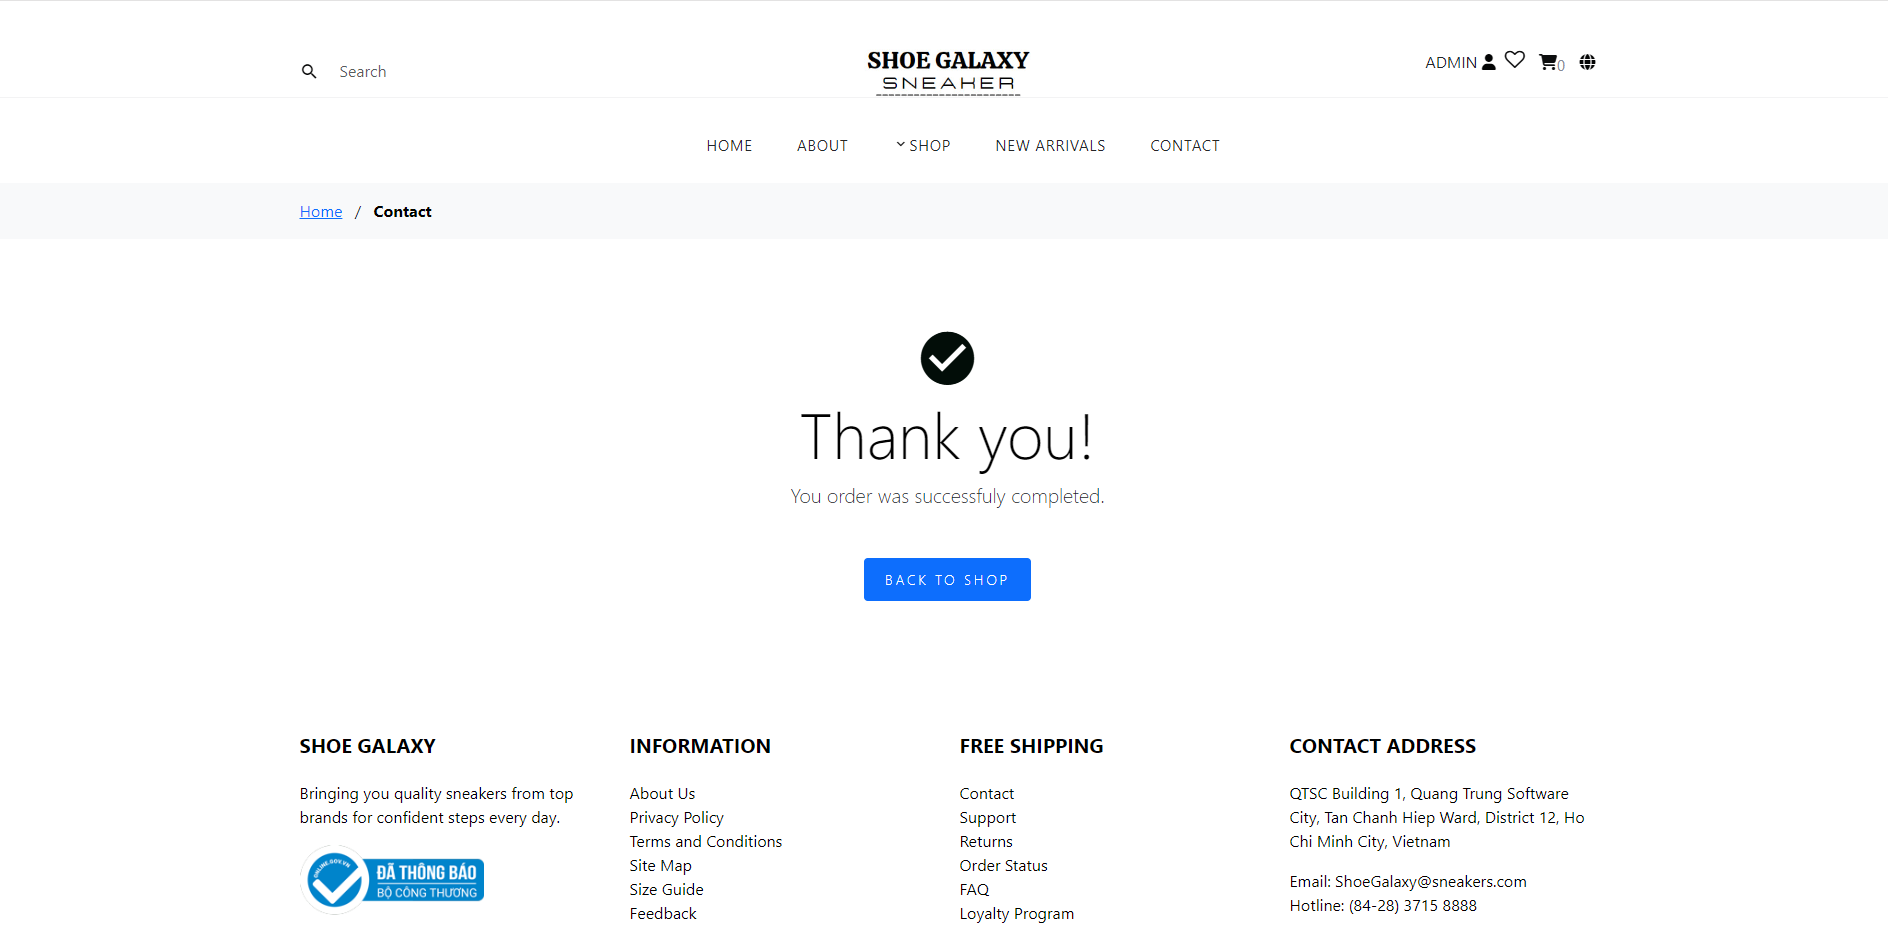 Search
SHOE GALAXY
SNEAKER
ADMIN
0
HOME
ABOUT
SHOP
NEW ARRIVALS
CONTACT
Home / Contact
Thank you!
You order was successfuly completed.
BACK TO SHOP
SHOE GALAXY
Bringing you quality sneakers from top
brands for confident steps every day.
ONLINE.GOV.VN
ĐÃ THÔNG BÁO
BỘ CÔNG THƯƠNG
INFORMATION
About Us
Privacy Policy
Terms and Conditions
Site Map
Size Guide
Feedback
FREE SHIPPING
Contact
Support
Returns
Order Status
FAQ
Loyalty Program
CONTACT ADDRESS
QTSC Building 1, Quang Trung Software
City, Tan Chanh Hiep Ward, District 12, Ho
Chi Minh City, Vietnam
Email: ShoeGalaxy@sneakers.com
Hotline: (84-28) 3715 8888